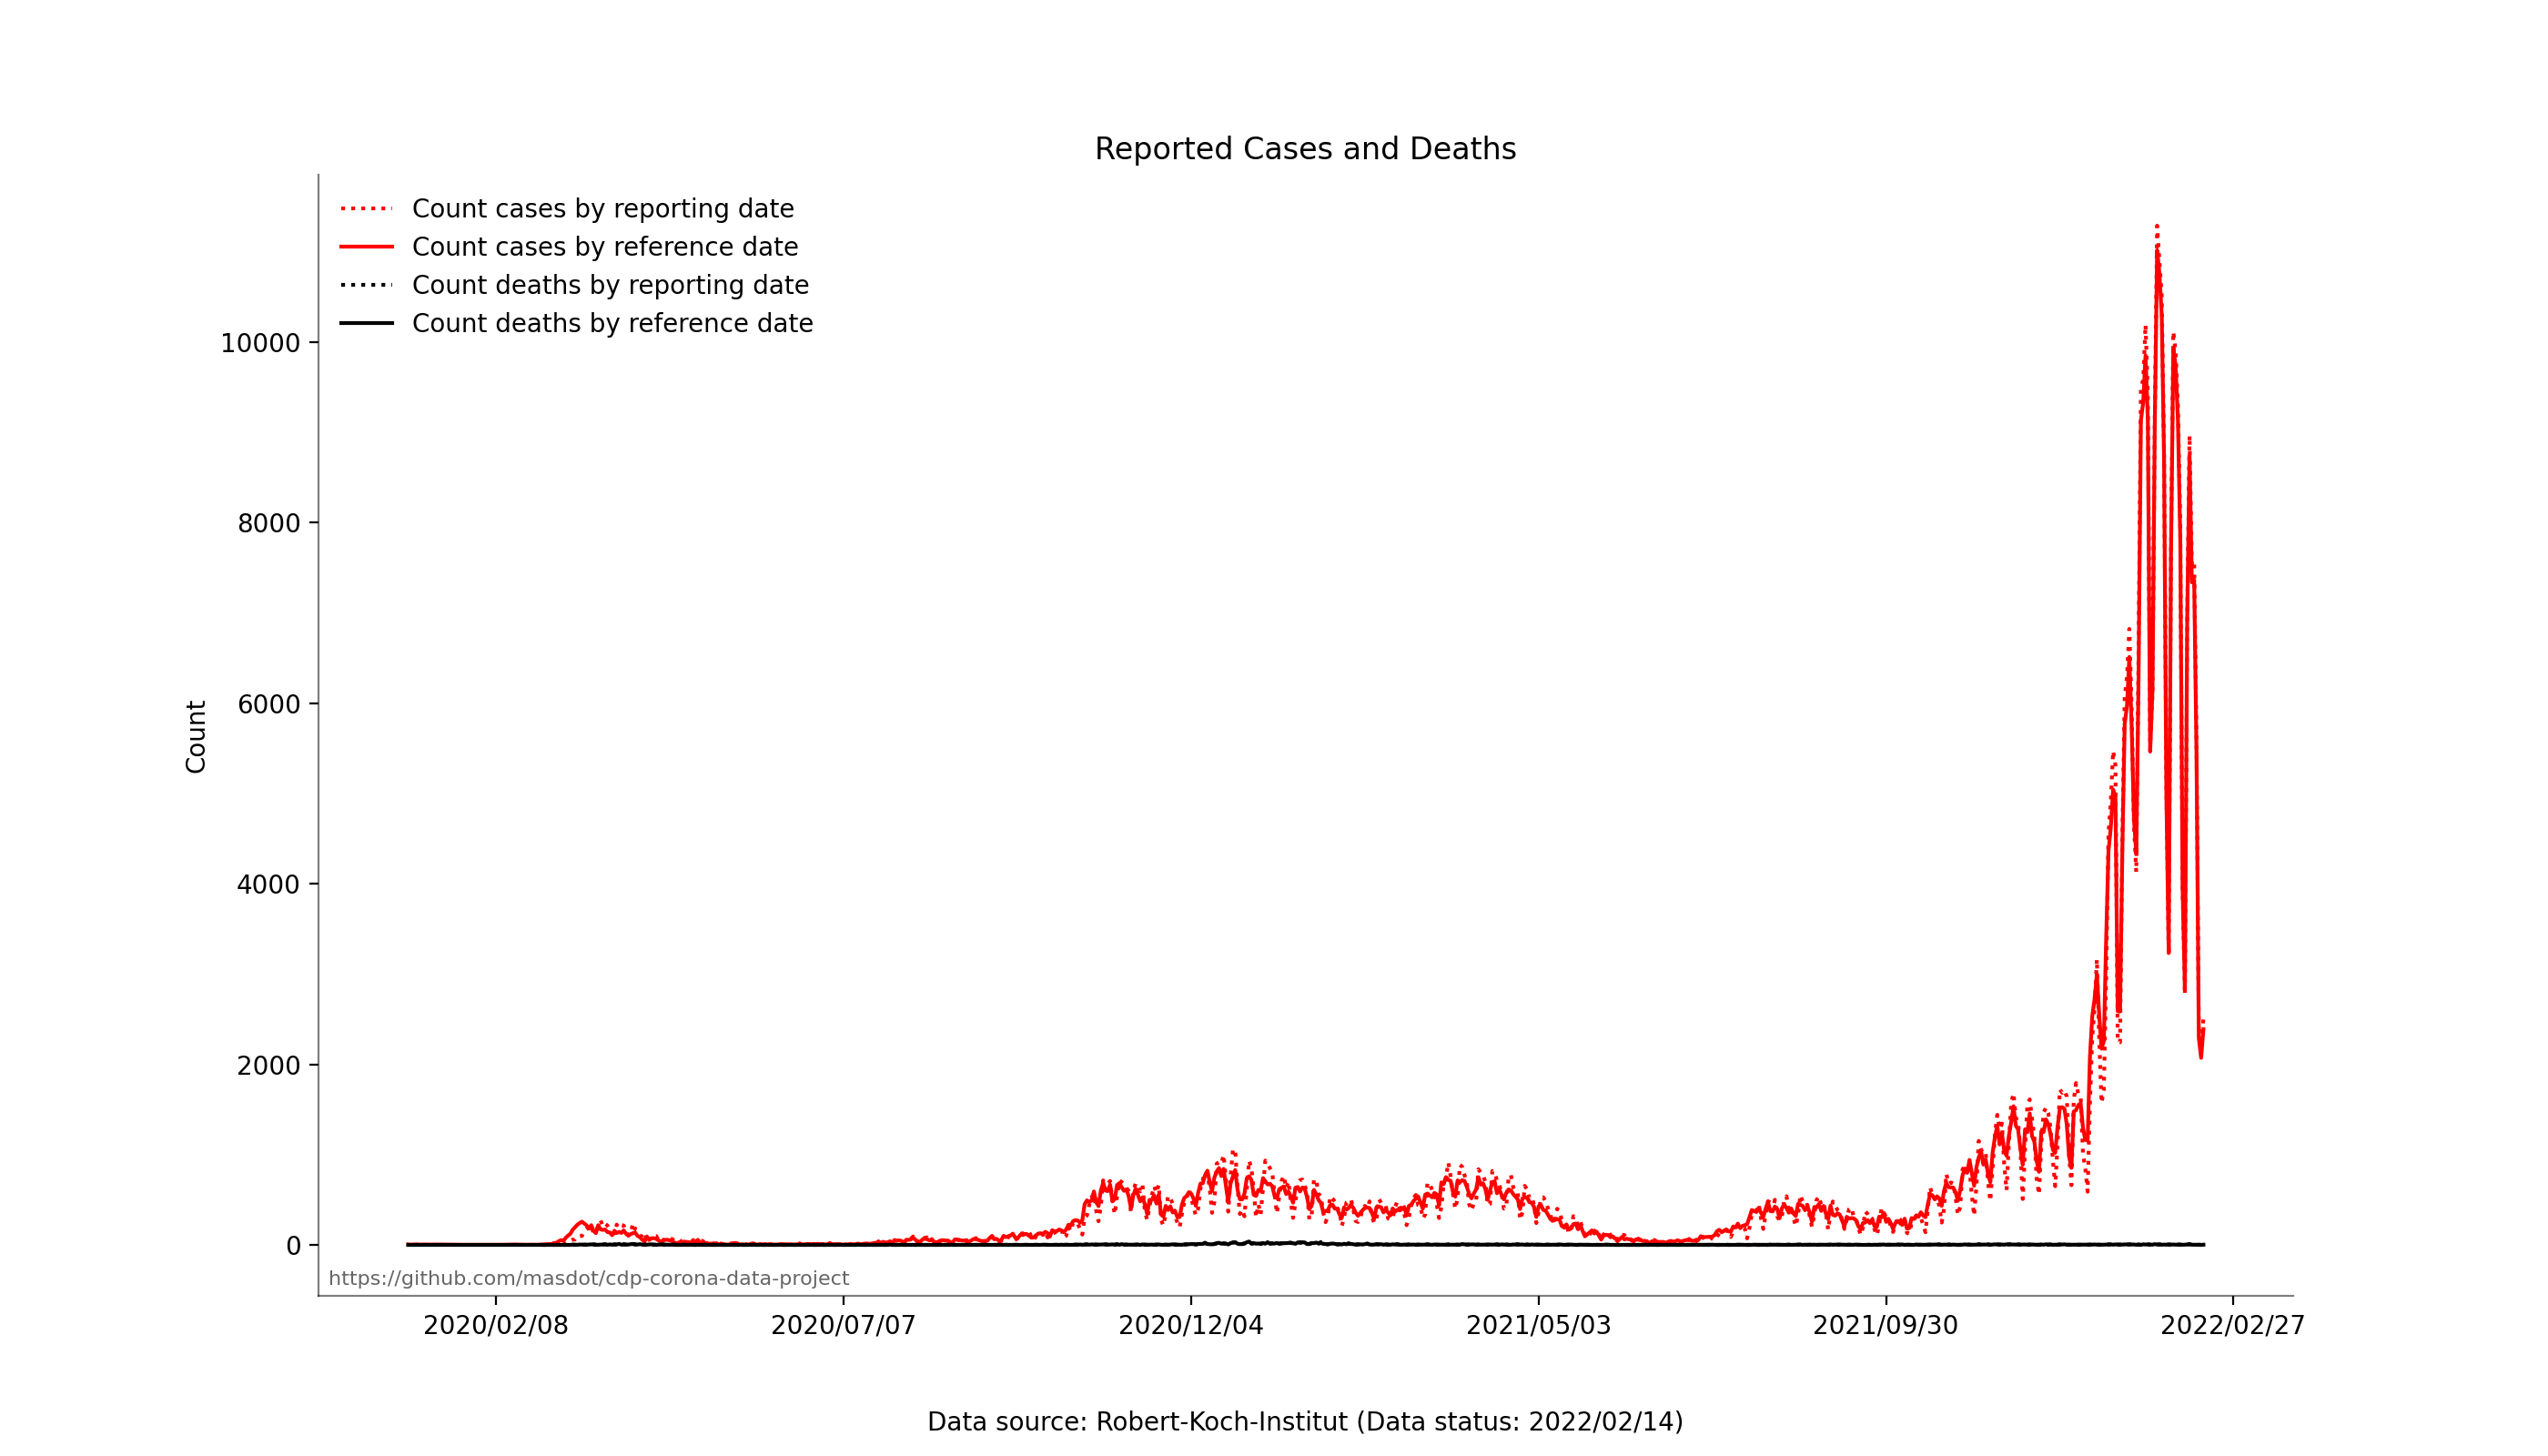 Reported Cases and Deaths
Count cases by reporting date
Count cases by reference date
Count deaths by reporting date
Count deaths by reference date
10000
8000
6000
4000
2000
0
Count
https://github.com/masdot/cdp-corona-data-project
2020/02/08 2020/07/07 2020/12/04 2021/05/03 2021/09/30 2022/02/27
Data source: Robert-Koch-Institut (Data status: 2022/02/14)